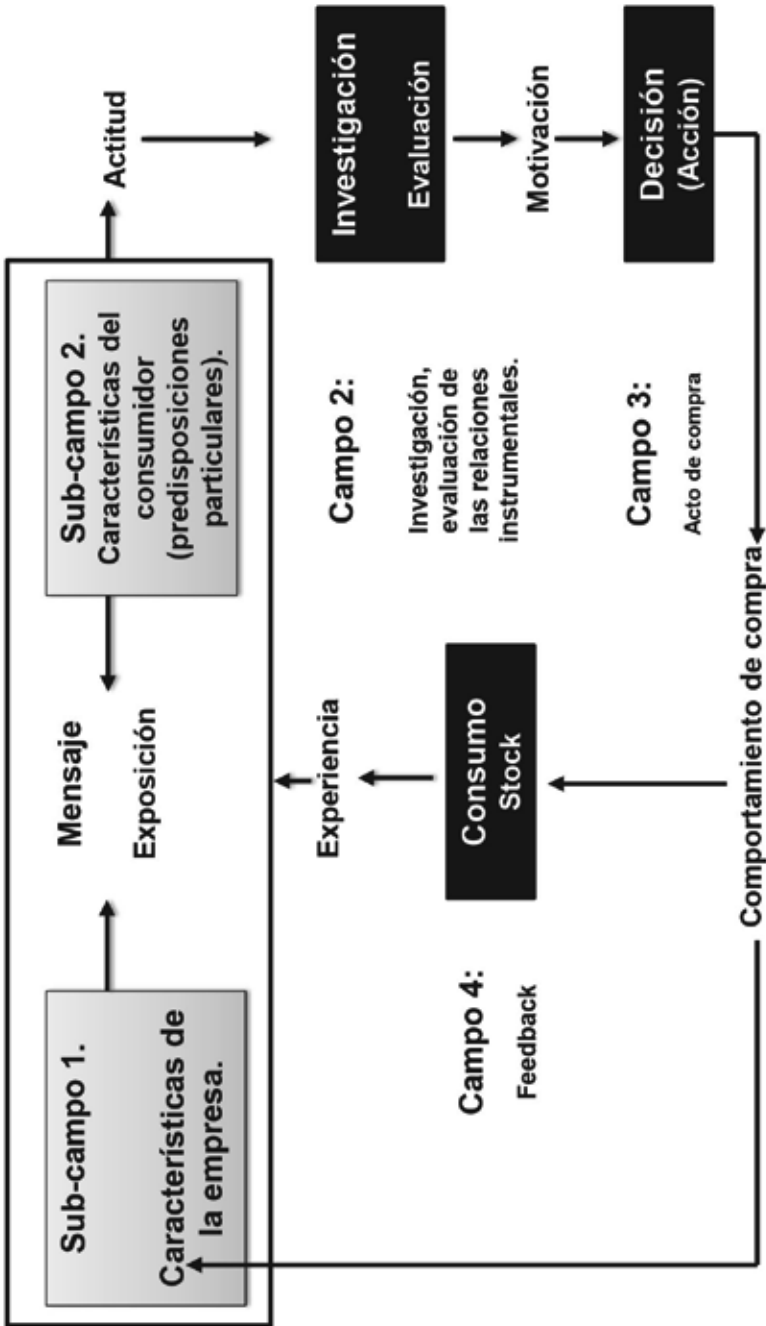 Sub-campo 1.
Características de
la empresa.
Mensaje
Exposición
Sub-campo 2.
Características del
consumidor
(predisposiciones
particulares).
Actitud
Experiencia
Campo 2:
Investigación,
evaluación de
las relaciones
instrumentales.
Investigación
Evaluación
Motivación
Campo 4:
Feedback
Consumo
Stock
Campo 3:
Acto de compra
Decisión
(Acción)
Comportamiento de compra